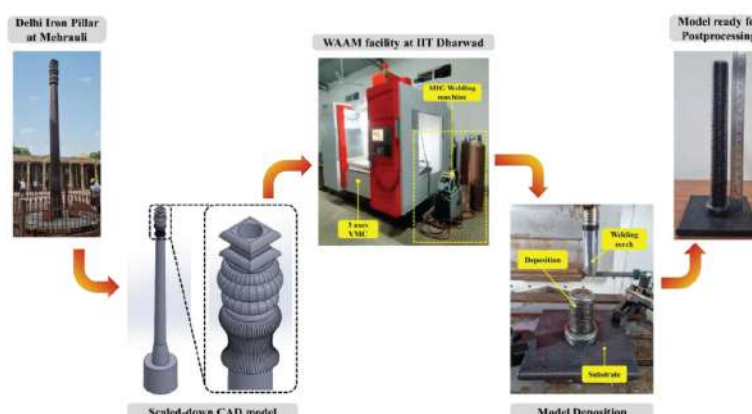 Delhi Iron Pillar
at Mehrauli
WAAM facility at IIT Dharwad
Model ready fo
Postprocessing
MIG Welding
machine
3 axes
VMC
Welding
torch
Deposition
Substrate
Scaled-down CAD model
Model Deposition